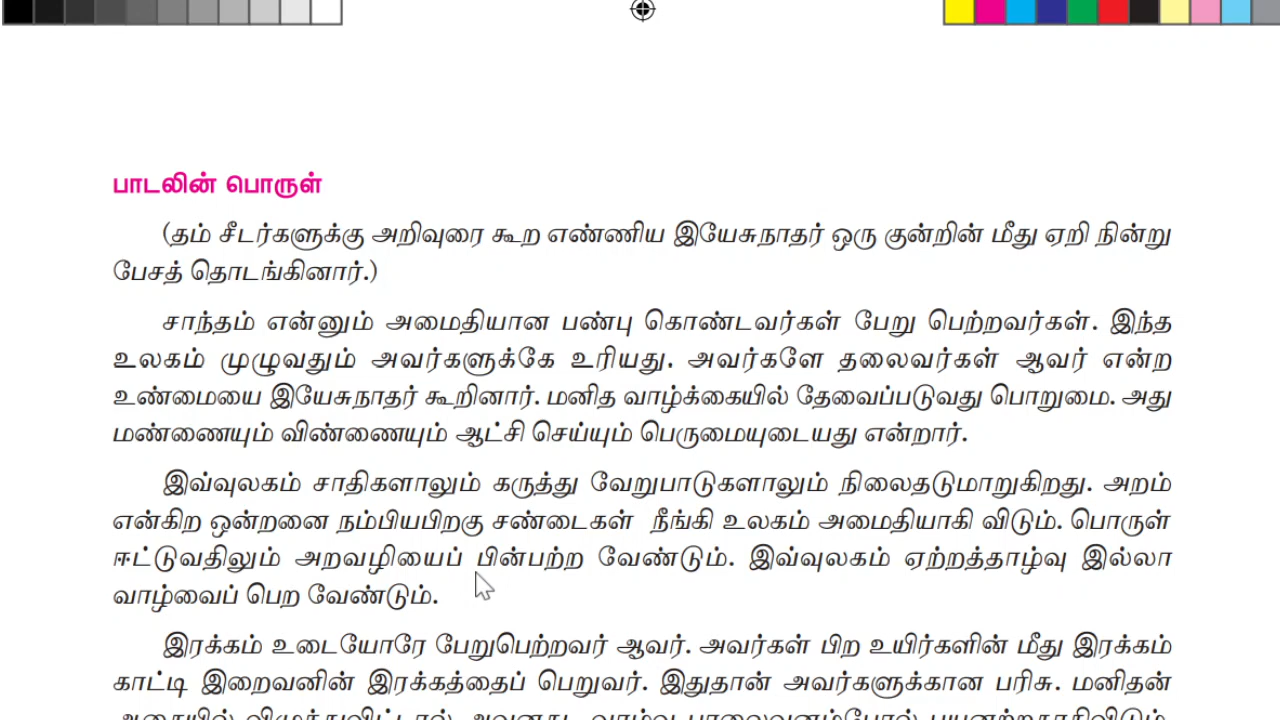 பாடலின் பொருள்
(தம் சீடர்களுக்கு அறிவுரை கூற எண்ணிய இயேசுநாதர் ஒரு குன்றின் மீது ஏறி நின்று
பேசத் தொடங்கினார்.)
சாந்தம் என்னும் அமைதியான பண்பு கொண்டவர்கள் பேறு பெற்றவர்கள். இந்த
உலகம் முழுவதும் அவர்களுக்கே உரியது. அவர்களே தலைவர்கள் ஆவர் என்ற
உண்மையை இயேசுநாதர் கூறினார். மனித வாழ்க்கையில் தேவைப்படுவது பொறுமை. அது
மண்ணையும் விண்ணையும் ஆட்சி செய்யும் பெருமையுடையது என்றார்.
இவ்வுலகம் சாதிகளாலும் கருத்து வேறுபாடுகளாலும் நிலைதடுமாறுகிறது. அறம்
என்கிற ஒன்றனை நம்பியபிறகு சண்டைகள் நீங்கி உலகம் அமைதியாகி விடும். பொருள்
ஈட்டுவதிலும் அறவழியைப் பின்பற்ற வேண்டும். இவ்வுலகம் ஏற்றத்தாழ்வு இல்லா
வாழ்வைப் பெற வேண்டும்.
இரக்கம் உடையோரே பேறுபெற்றவர் ஆவர். அவர்கள் பிற உயிர்களின் மீது இரக்கம்
காட்டி இறைவனின் இரக்கத்தைப் பெறுவர். இதுதான் அவர்களுக்கான பரிசு. மனிதன்